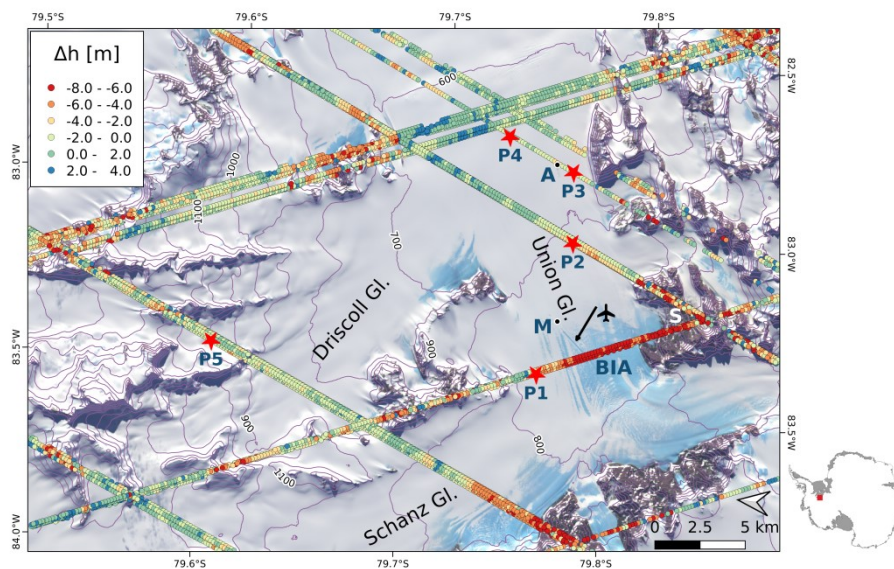 79.5°S
79.7°S
79.8°S
Δh [m]
-8.0 - -6.0
-6.0 - -4.0
-4.0 - -2.0
-2.0 - 0.0
0.0 - 2.0
2.0 - 4.0
600
82.5°W
83.0°W
1000
1100
P4
A
P3
700
Union Gl.
P2
83.0°W
Driscoll Gl.
M
S
83.5°W
P5
900
BIA
P1
800
900
1100
83.5°W
Schanz Gl.
84.0°W
0 2.5 5 km
79.6°S
79.7°S
79.8°S